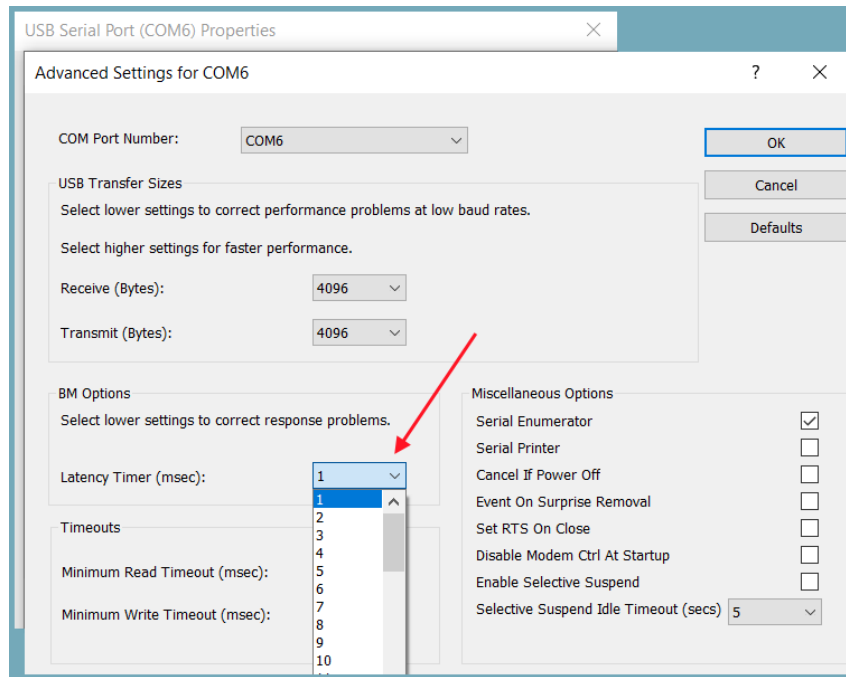 USB Serial Port (COM6) Properties
Advanced Settings for COM6
?
COM Port Number:
COM6
OK
Cancel
Defaults
USB Transfer Sizes
Select lower settings to correct performance problems at low baud rates.
Select higher settings for faster performance.
Receive (Bytes):
4096
Transmit (Bytes):
4096
BM Options
Select lower settings to correct response problems.
Latency Timer (msec):
1
1
2
3
4
5
6
7
8
9
10
Timeouts
Minimum Read Timeout (msec):
Minimum Write Timeout (msec):
Miscellaneous Options
Serial Enumerator
Serial Printer
Cancel If Power Off
Event On Surprise Removal
Set RTS On Close
Disable Modem Ctrl At Startup
Enable Selective Suspend
Selective Suspend Idle Timeout (secs)
5